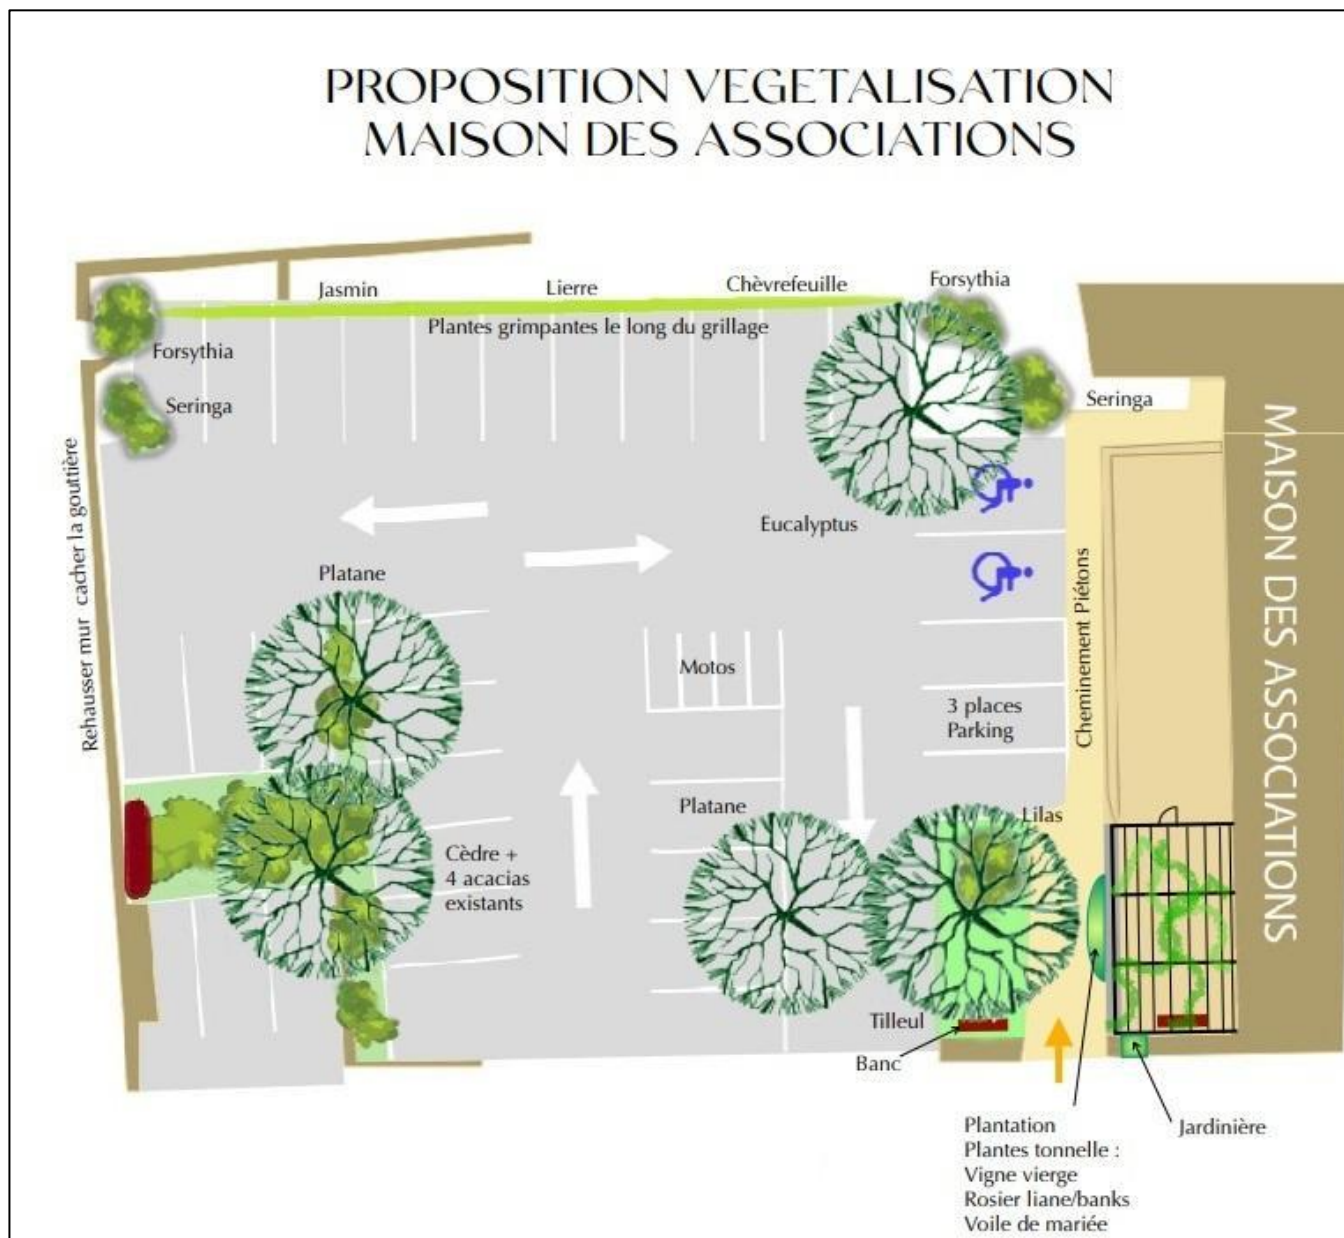 PROPOSITION VEGETALISATION
MAISON DES ASSOCIATIONS
Jasmin
Lierre
Chèvrefeuille
Forsythia
Plantes grimpantes le long du grillage
Forsythia
Seringa
Seringa
Rehausser mur cacher la gouttière
Eucalyptus
Platane
Motos
3 places
Parking
Cheminement Piétons
MAISON DES ASSOCIATIONS
Platane
Lilas
Cèdre +
4 acacias
existants
Tilleul
Banc
Plantation
Plantes tonnelle :
Vigne vierge
Rosier liane/banks
Voile de mariée
Jardinière